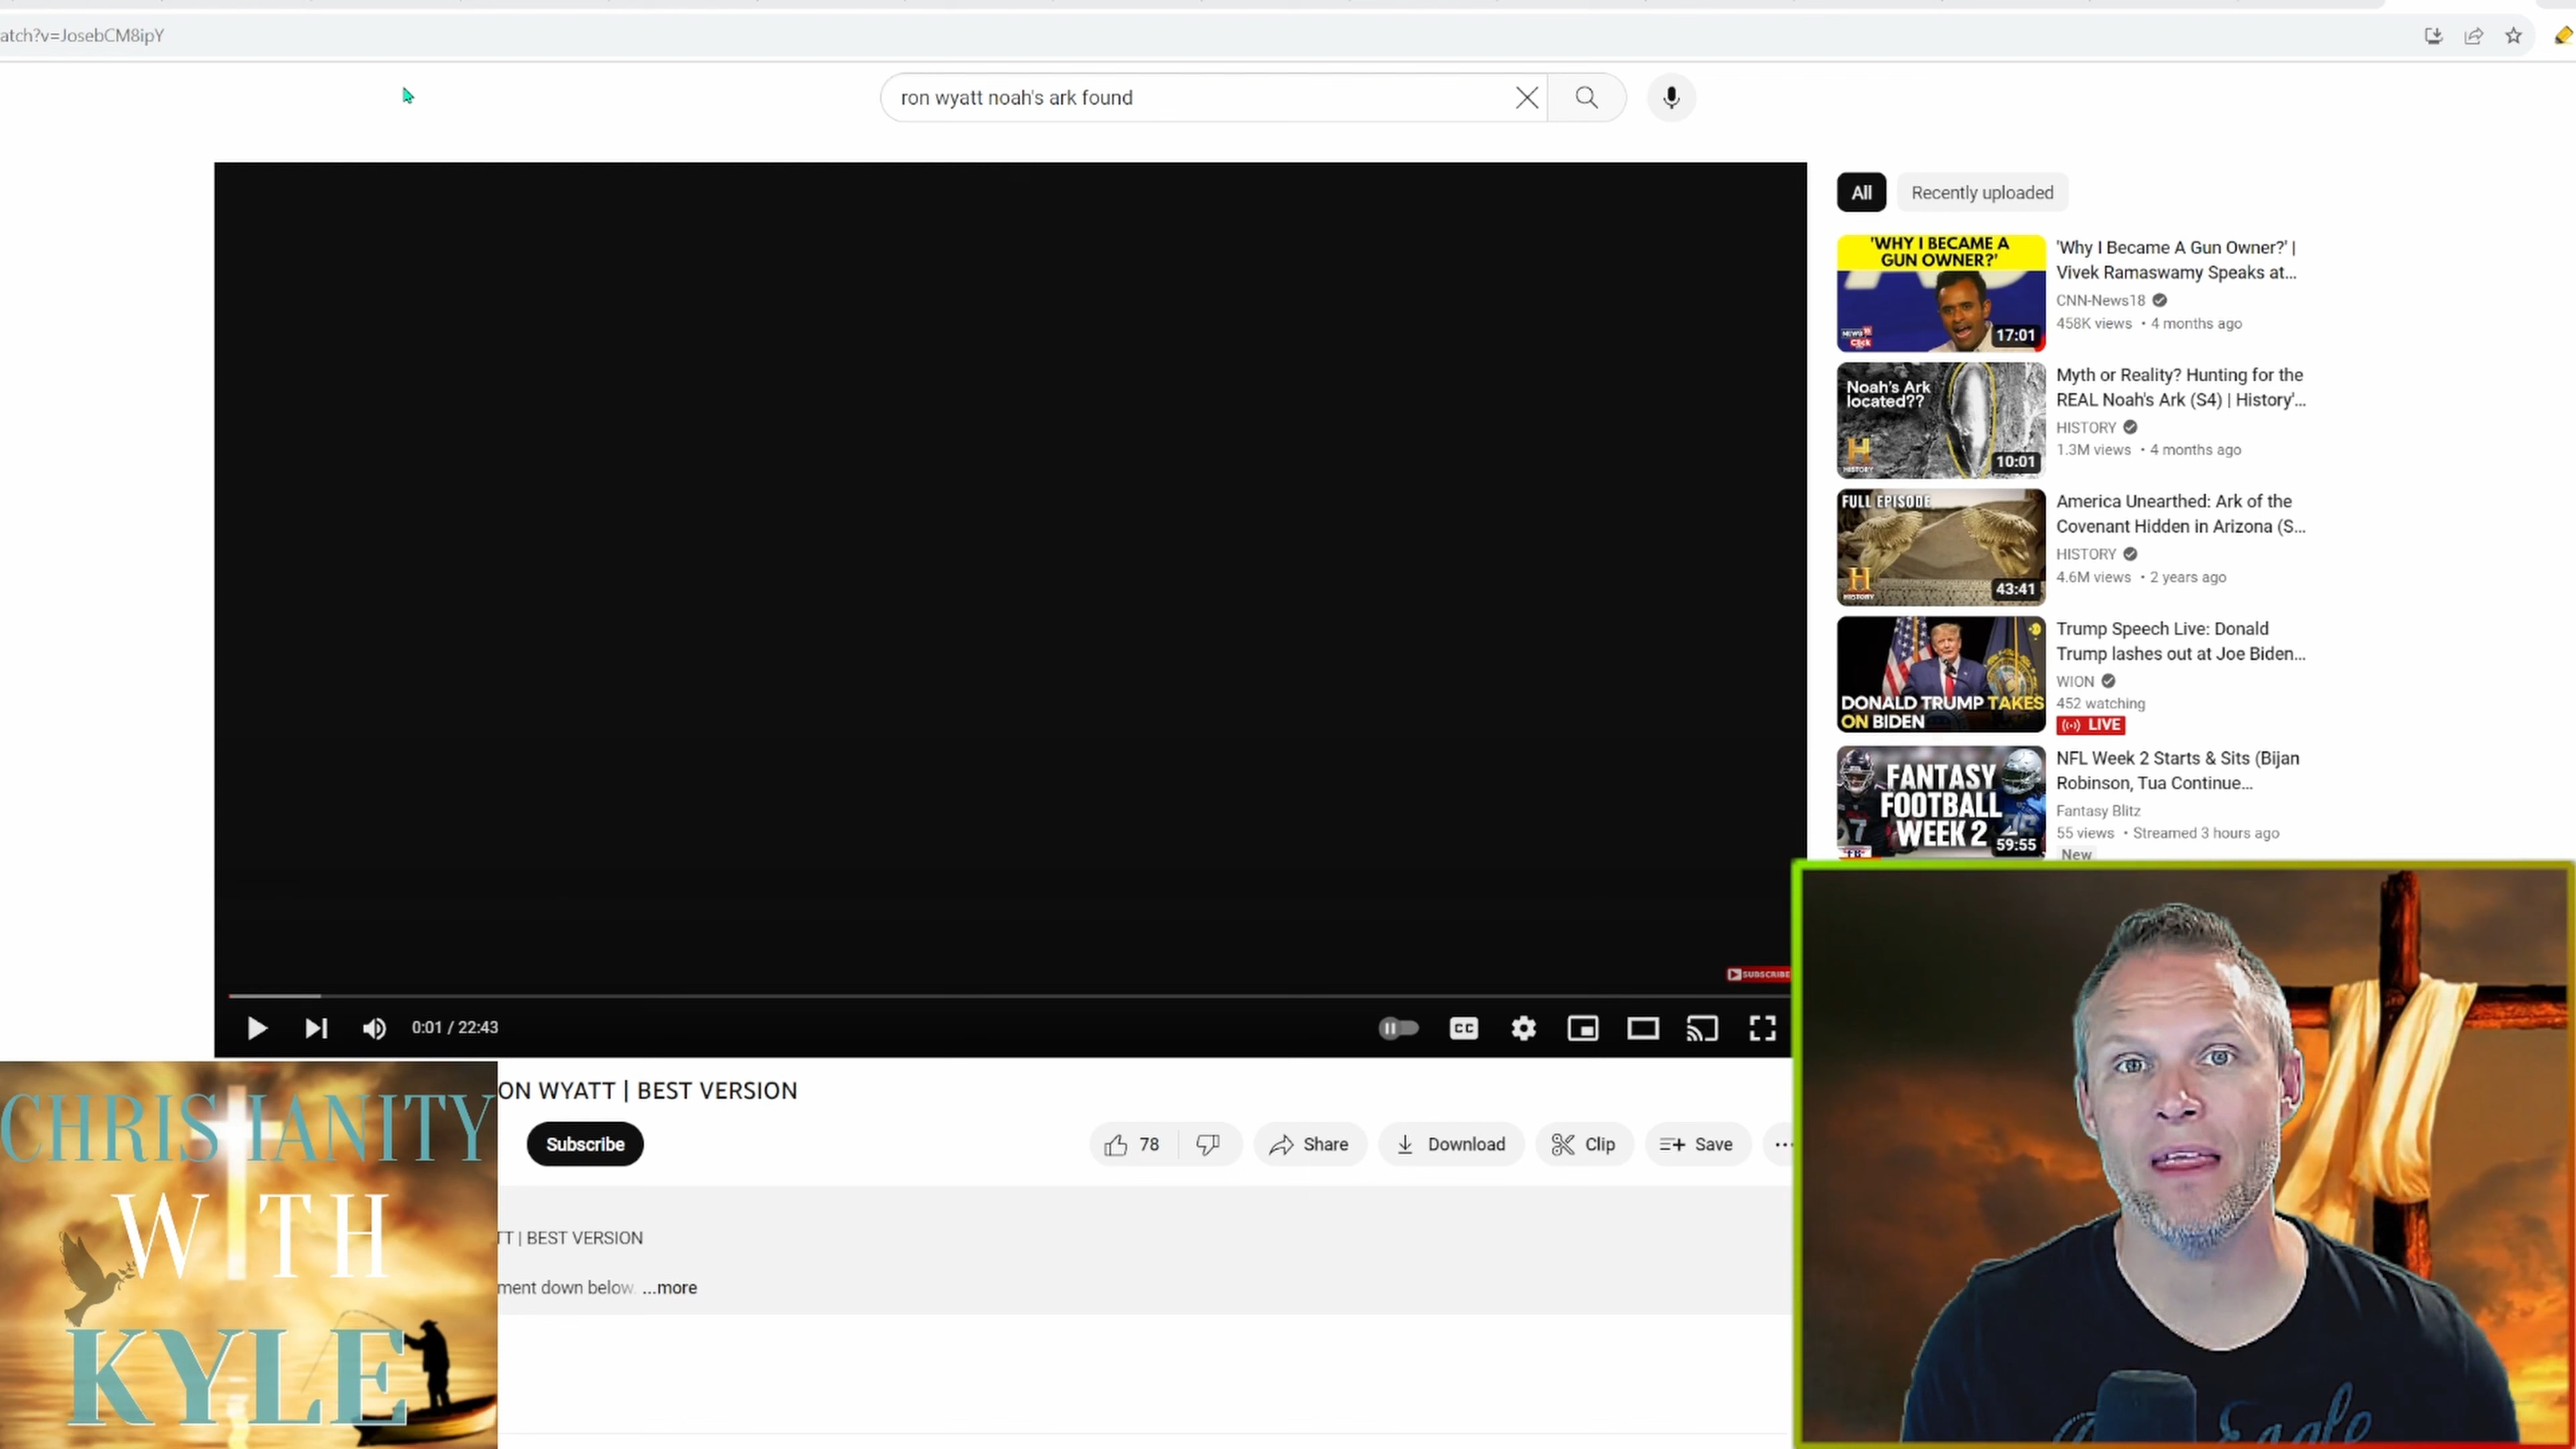 atch?v=JosebCM8ipY
ron wyatt noah's ark found
All
Recently uploaded
'WHY I BECAME A
GUN OWNER?'
17:01
'Why I Became A Gun Owner?' |
Vivek Ramaswamy Speaks at...
CNN-News18
458K views • 4 months ago
Noah's Ark
located??
HISTORY
10:01
Myth or Reality? Hunting for the
REAL Noah's Ark (S4) | History'...
HISTORY
1.3M views • 4 months ago
FULL EPISODE
HISTORY
43:41
America Unearthed: Ark of the
Covenant Hidden in Arizona (S...
HISTORY
4.6M views • 2 years ago
DONALD TRUMP TAKES
ON BIDEN
Trump Speech Live: Donald
Trump lashes out at Joe Biden...
WION
452 watching
LIVE
FANTASY
FOOTBALL
WEEK 2
59:55
NFL Week 2 Starts & Sits (Bijan
Robinson, Tua Continue...
Fantasy Blitz
55 views • Streamed 3 hours ago
New
SUBSCRIBE
0:01 / 22:43
CC
ON WYATT | BEST VERSION
Subscribe
78
Share
Download
Clip
Save
TT | BEST VERSION
ment down below. ...more
CHRISTIANITY
WITH
KYLE
Eagle